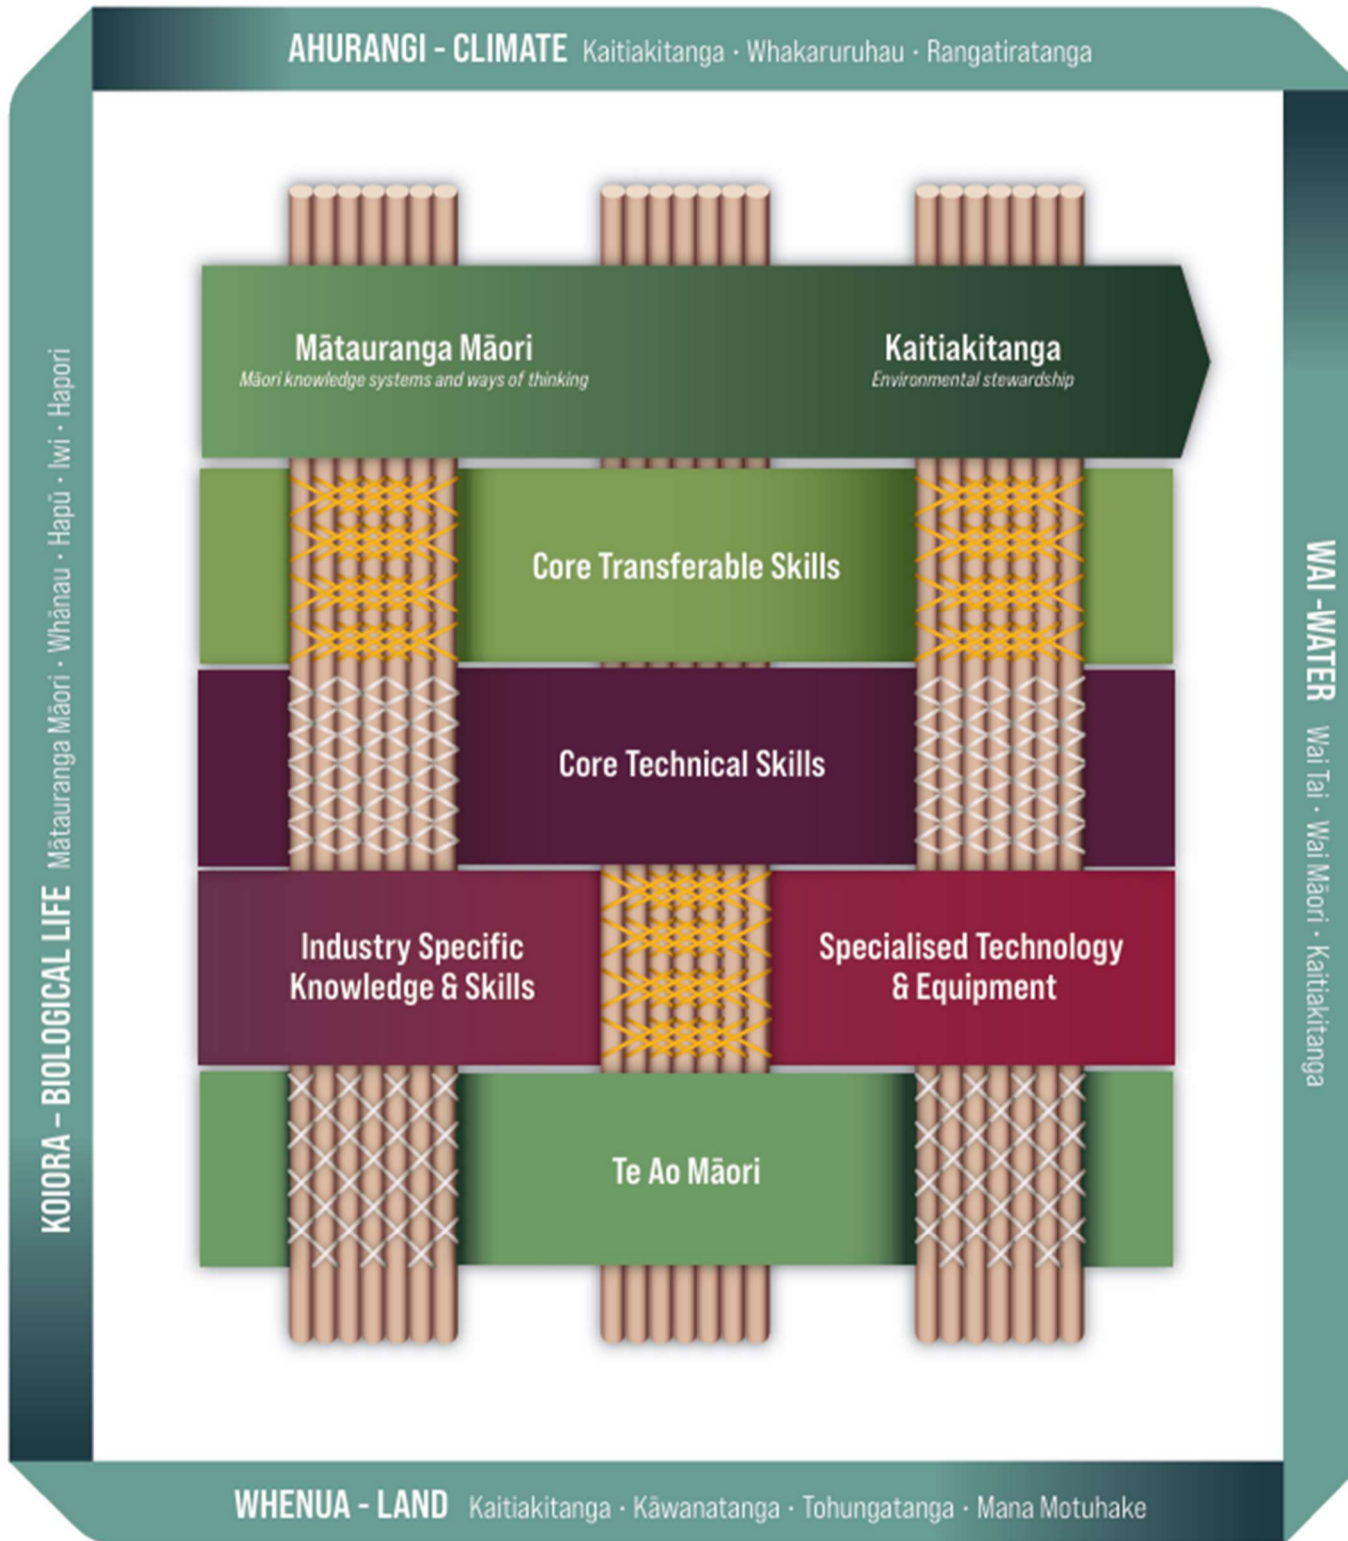 AHURANGI - CLIMATE Kaitiakitanga · Whakaruruhau · Rangatiratanga
KOIORA – BIOLOGICAL LIFE Mātauranga Māori · Whānau · Hapū · Iwi · Hapori
Mātauranga Māori
Māori knowledge systems and ways of thinking
Kaitiakitanga
Environmental stewardship
Core Transferable Skills
Core Technical Skills
Industry Specific
Knowledge & Skills
Specialised Technology
& Equipment
Te Ao Māori
WAI -WATER Wai Tai · Wai Māori · Kaitiakitanga
WHENUA - LAND Kaitiakitanga · Kāwanatanga · Tohungatanga · Mana Motuhake